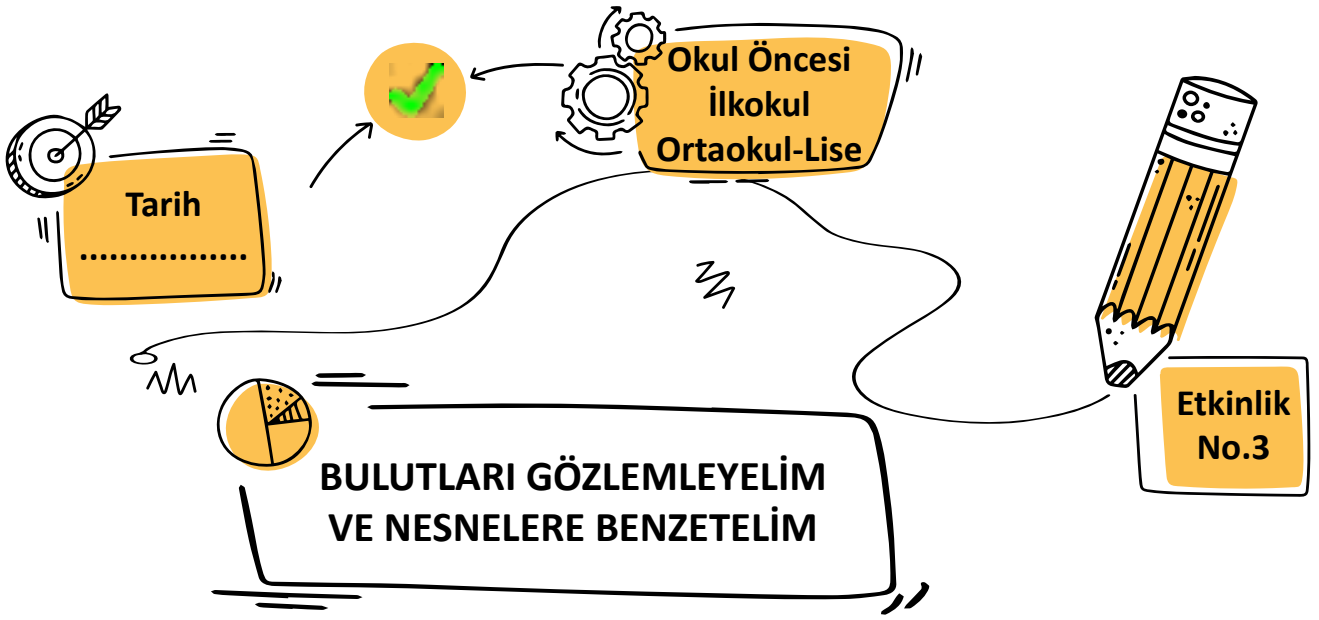 Okul Öncesi
İlkokul
Ortaokul-Lise
Tarih
.................
Etkinlik
No.3
BULUTLARI GÖZLEMLEYELİM
VE NESNELERE BENZETELİM